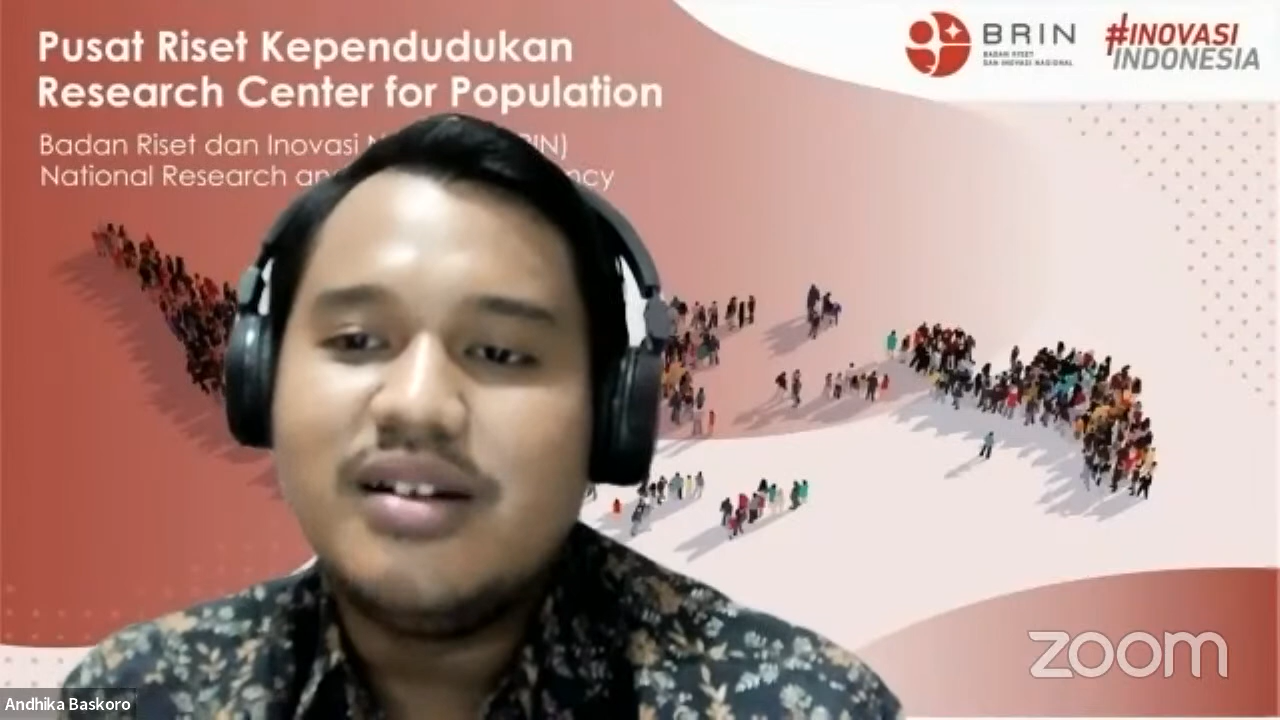 Pusat Riset Kependudukan
Research Center for Population
Badan Riset dan Inovasi
National Research
BRIN
BADAN RISET
DAN INOVASI NASIONAL
#INOVASI
INDONESIA
zoom
Andhika Baskoro